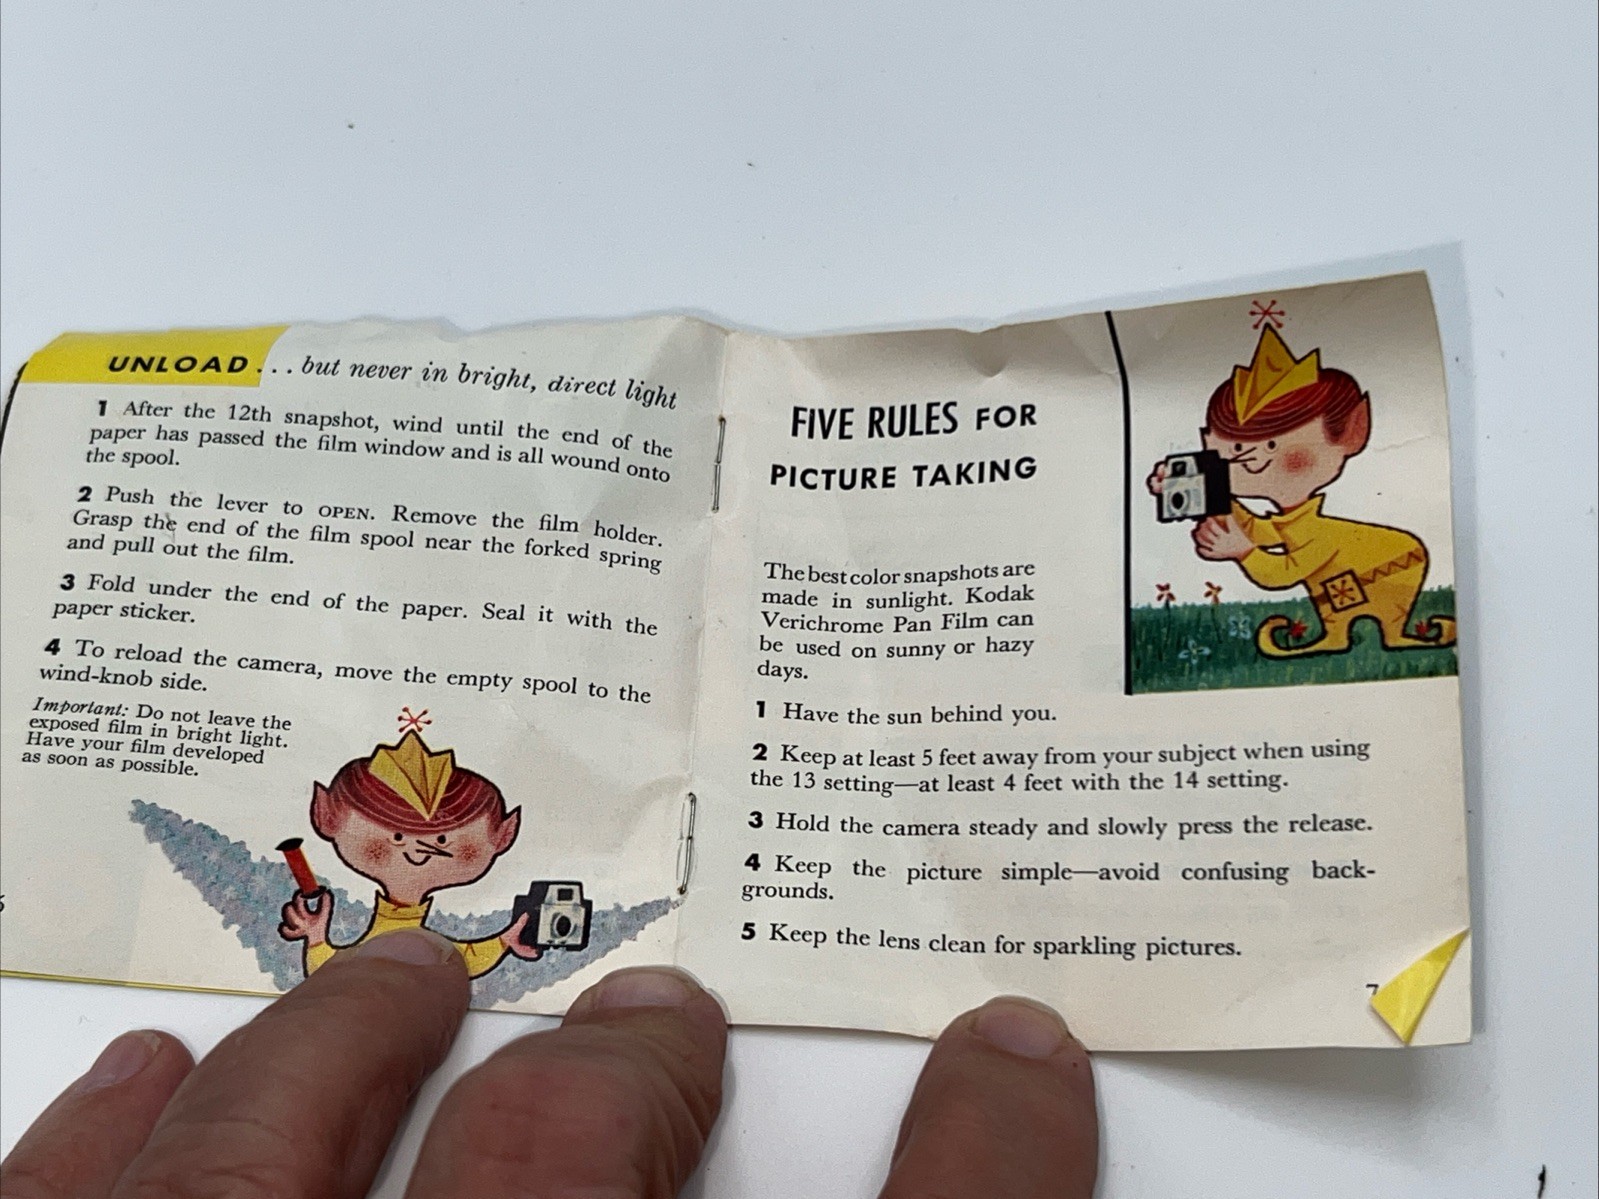 UNLOAD... but never in bright, direct light
1 After the 12th snapshot, wind until the end of the
paper has passed the film window and is all wound onto
the spool.
2 Push the lever to OPEN. Remove the film holder.
Grasp the end of the film spool near the forked spring
and pull out the film.
3 Fold under the end of the paper. Seal it with the
paper sticker.
4 To reload the camera, move the empty spool to the
wind-knob side.
Important: Do not leave the
exposed film in bright light.
Have your film developed
as soon as possible.
FIVE RULES FOR
PICTURE TAKING
The best color snapshots are
made in sunlight. Kodak
Verichrome Pan Film can
be used on sunny or hazy
days.
1 Have the sun behind you.
2 Keep at least 5 feet away from your subject when using
the 13 setting—at least 4 feet with the 14 setting.
3 Hold the camera steady and slowly press the release.
4 Keep the picture simple—avoid confusing back-
grounds.
5 Keep the lens clean for sparkling pictures.
7